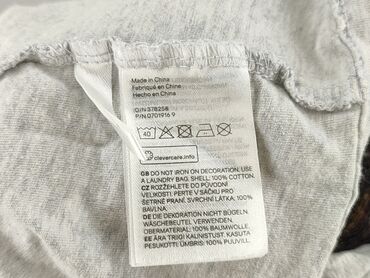 Made in China
Fabriqué en China
Hecho en China
O/N 378258
P/N 0701916 9
40
clevercare.info
GB DO NOT IRON ON DECORATION. USE
A LAUNDRY BAG. SHELL: 100% COTTON.
CZ ROZŽEHLETE DO PŮVODNÍ
VELIKOSTI. PERTE V SÁČKU PRO
ŠETRNÉ PRANÍ. SVRCHNÍ LÁTKA: 100%
BAVLNA.
DE DIE DEKORATION NICHT BÜGELN.
WÄSCHEBEUTEL VERWENDEN.
OBERMATERIAL: 100% BAUMWOLLE.
EE ÄRA TRIIGI KAUNISTUST. KASUTA
PESUKOTTI. ÜMBRIS: 100% PUUVILL.